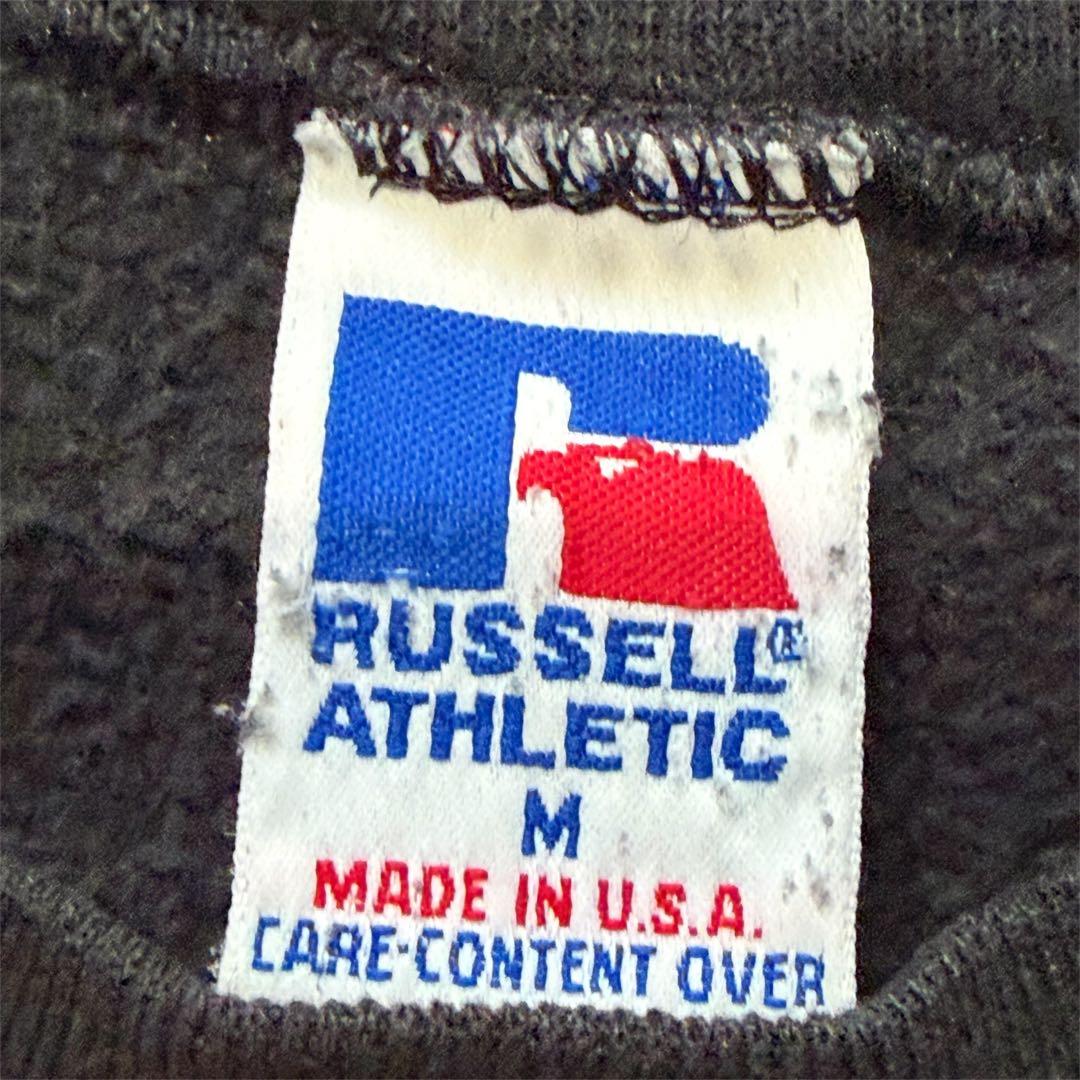 RUSSELL®
ATHLETIC
M
MADE IN U.S.A.
CARE-CONTENT OVER